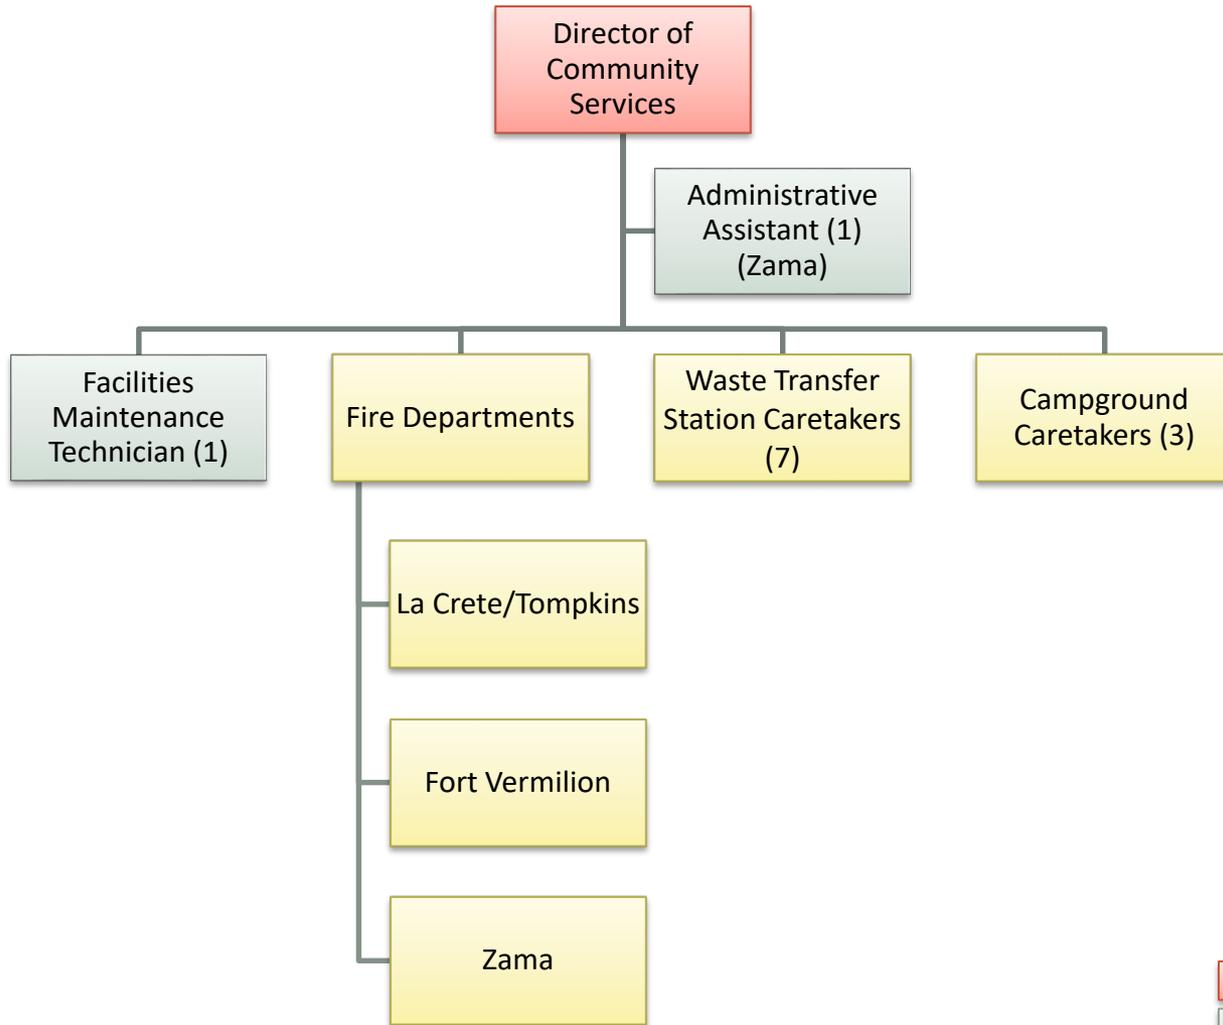 Director of
Community
Services
Administrative
Assistant (1)
(Zama)
Facilities
Maintenance
Technician (1)
Fire Departments
Waste Transfer
Station Caretakers
(7)
Campground
Caretakers (3)
La Crete/Tompkins
Fort Vermilion
Zama